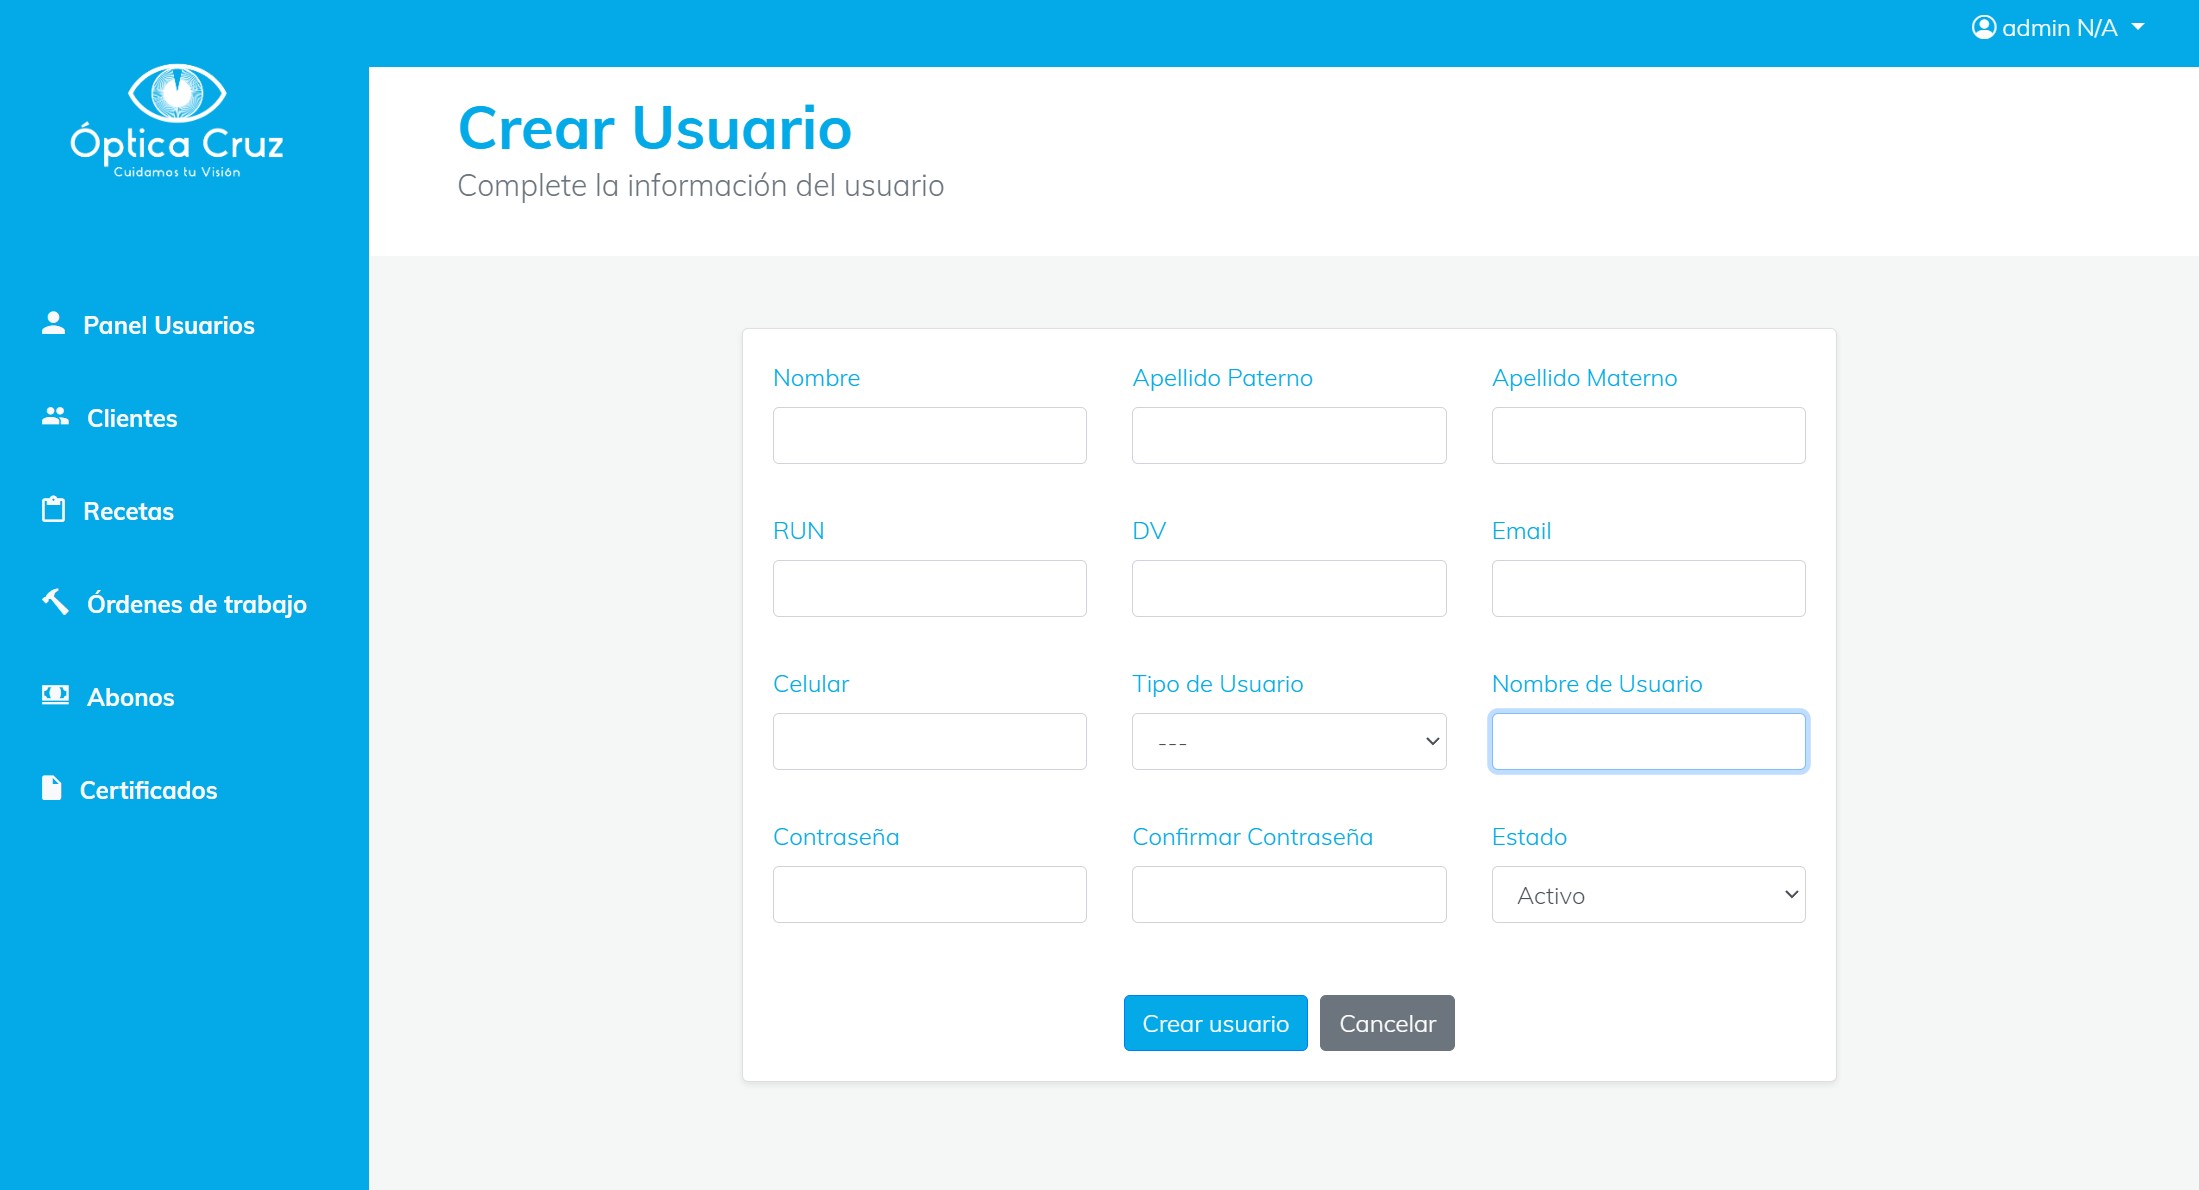 admin N/A
Óptica Cruz
Cuidamos tu Visión
Crear Usuario
Complete la información del usuario
Panel Usuarios
Clientes
Recetas
Órdenes de trabajo
Abonos
Certificados
Nombre Apellido Paterno Apellido Materno
RUN DV Email
Celular Tipo de Usuario Nombre de Usuario
---
Contraseña Confirmar Contraseña Estado
Activo
Crear usuario Cancelar